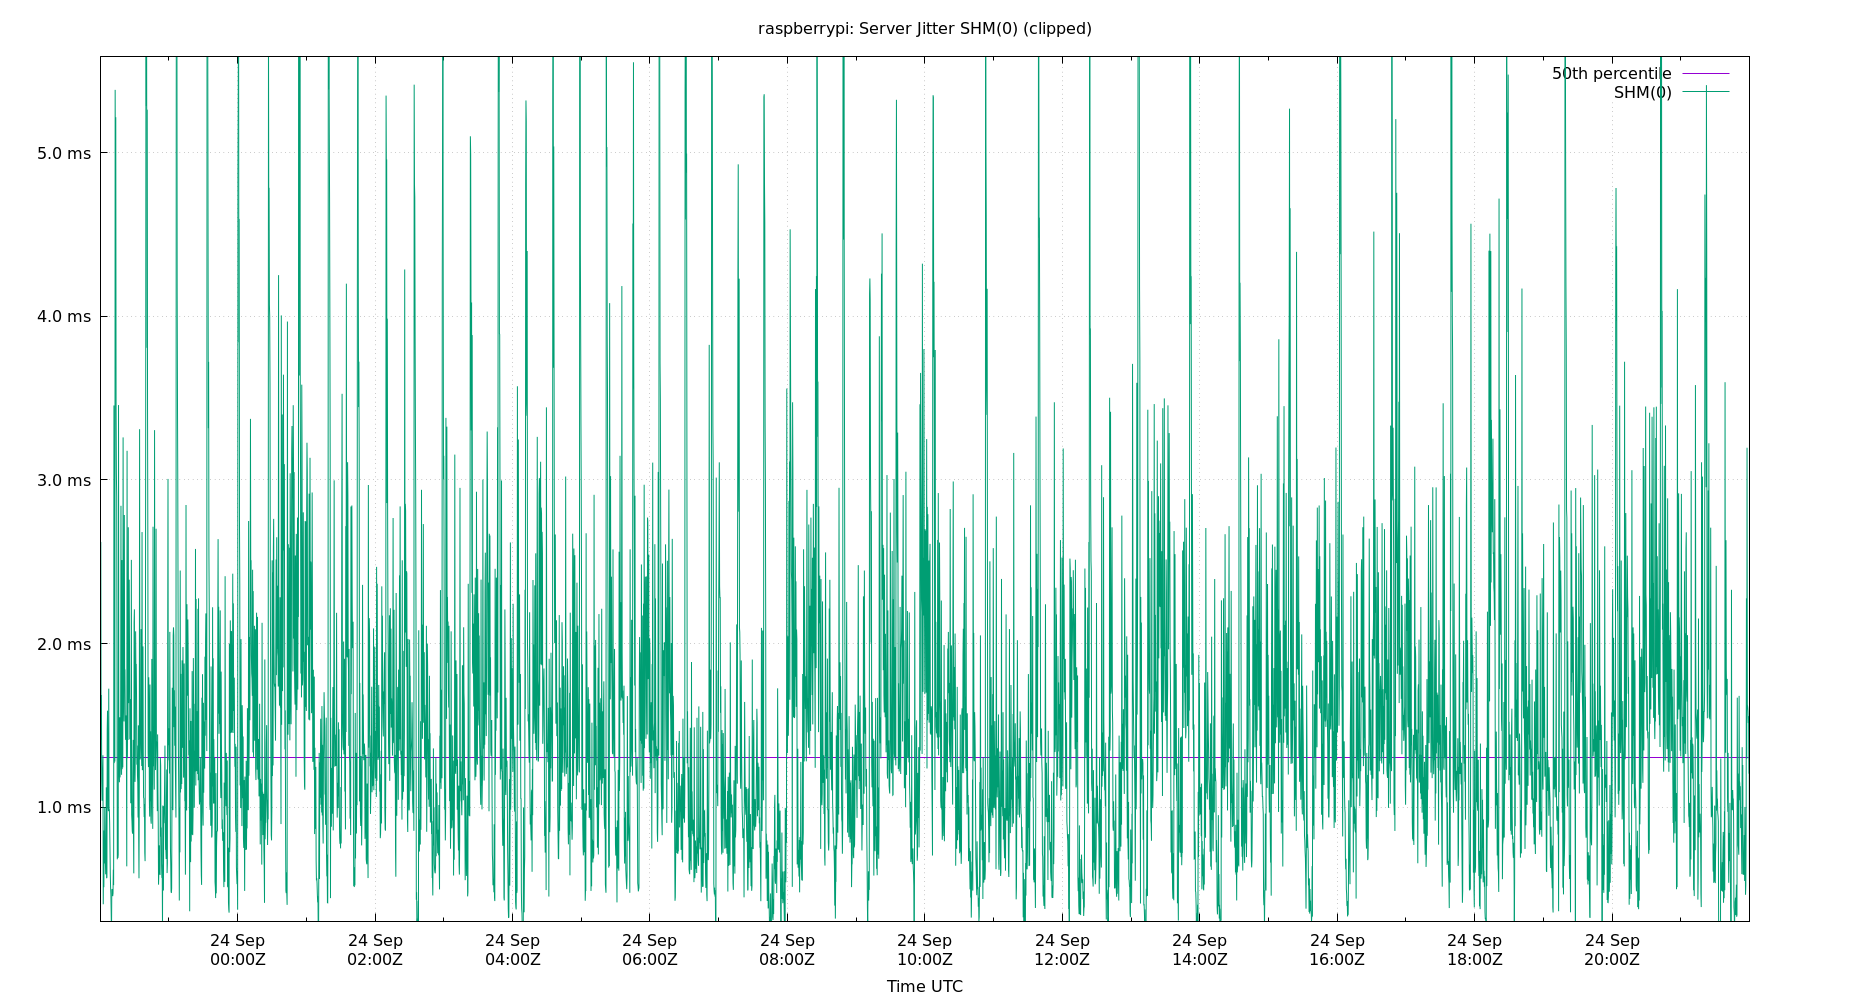 raspberrypi: Server Jitter SHM(0) (clipped)
50th percentile
SHM(0)
5.0 ms
4.0 ms
3.0 ms
2.0 ms
1.0 ms
24 Sep 24 Sep 24 Sep 24 Sep 24 Sep 24 Sep 24 Sep 24 Sep 24 Sep 24 Sep 24 Sep
00:00Z 02:00Z 04:00Z 06:00Z 08:00Z 10:00Z 12:00Z 14:00Z 16:00Z 18:00Z 20:00Z
Time UTC